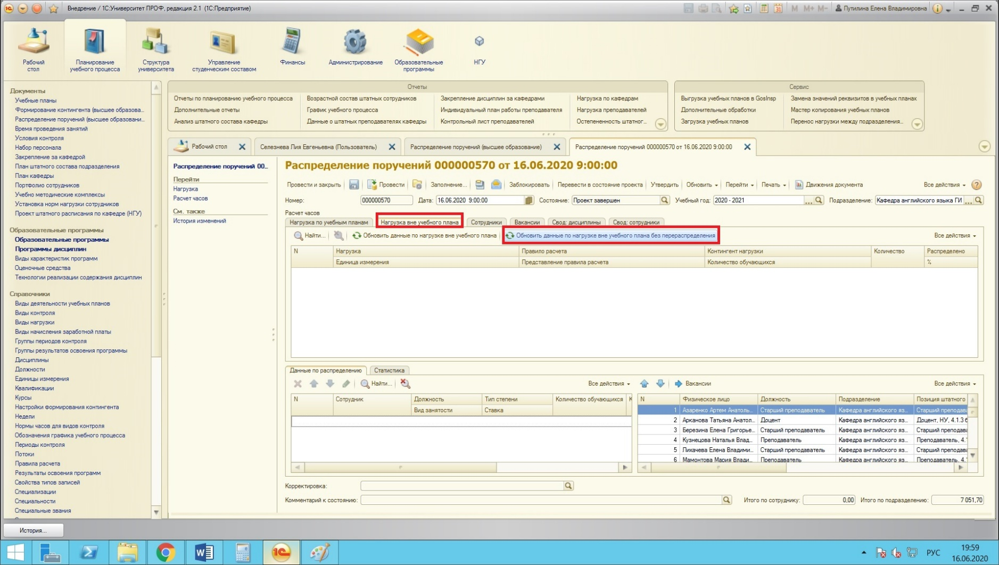 Внедрение / 1С:Университет ПРОФ, редакция 2.1 (1С:Предприятие)
M M+ M- Путилина Елена Владимировна
Рабочий стол
Планирование учебного процесса
Структура университета
Управление студенческим составом
Финансы
Администрирование
Образовательные программы
НГУ
Документы
Учебные планы
Формирование контингента (высшее образова...
Распределение поручений (высшее образовани...
Время проведения занятий
Условия контроля
Набор персонала
Закрепление за кафедрой
План штатного состава подразделения
План кафедры
Портфолио сотрудников
Учебно методические комплексы
Установка норм нагрузки сотрудников
Проект штатного расписания по кафедре (НГУ)
Образовательные программы
Образовательные программы
Программы дисциплин
Виды характеристик программ
Оценочные средства
Технологии реализации содержания дисциплин
Справочники
Виды деятельности учебных планов
Виды контроля
Виды нагрузки
Виды начисления заработной платы
Группы периодов контроля
Группы результатов освоения программы
Дисциплины
Должности
Единицы измерения
Квалификации
Курсы
Настройки формирования контингента
Недели
Нормы часов для видов контроля
Обозначения графика учебного процесса
Периоды контроля
Потоки
Правила расчета
Результаты освоения программ
Свойства типов записей
Специализации
Специальности
Специальные звания
Отчеты
Отчеты по планированию учебного процесса
Дополнительные отчеты
Анализ штатного состава кафедры
Возрастной состав штатных сотрудников
График учебного процесса
Данные о штатных преподавателях кафедры
Закрепление дисциплин за кафедрами
Индивидуальный план работы преподавателя
Контрольный лист преподавателей
Нагрузка по кафедрам
Нагрузка преподавателей
Остепененность штатног...
Сервис
Выгрузка учебных планов в GosInsp
Дополнительные обработки
Загрузка учебных планов
Замена значений реквизитов в учебных планах
Мастер копирования учебных планов
Перенос нагрузки между подразделения...
Рабочий стол
Селезнева Лия Евгеньевна (Пользователь)
Распределение поручений (высшее образование)
Распределение поручений 000000570 от 16.06.2020 9:00:00
Распределение поручений 00...
Перейти
Нагрузка
Расчет часов
См. также
История изменений
Распределение поручений 000000570 от 16.06.2020 9:00:00
Провести и закрыть Провести Заполнение... Заблокировать Перевести в состояние проекта Утвердить Обновить Перейти Печать Движения документа Все действия
Номер: 000000570 Дата: 16.06.2020 9:00:00 Состояние: Проект завершен Учебный год: 2020 - 2021 ... Подразделение: Кафедра английского языка ГИ ...
Расчет часов
Нагрузка по учебным планам Нагрузка вне учебного плана Сотрудники Вакансии Свод: дисциплины Свод: сотрудники
Найти... Обновить данные по нагрузке вне учебного плана Обновить данные по нагрузке вне учебного плана без перераспределения Все действия
N Нагрузка Правило расчета Контингент нагрузки Количество Распределено
Единица измерения Представление правила расчета Количество обучающихся %
Данные по распределению Статистика
Найти... Все действия
N Сотрудник Должность Тип степени Количество обучающихся К
Вид занятости Ставка
Вакансии Все действия
N Физическое лицо Должность Подразделение Позиция штатного
1 Азаренко Артем Анатоль... Старший преподаватель Кафедра английского яз... Старший преподава
2 Арканова Татьяна Анатол... Доцент Кафедра английского яз... Доцент, НУ, 4.1.3 б
3 Березина Елена Григорье... Старший преподаватель Кафедра английского яз... Старший преподава
4 Кузнецова Наталья Влад... Преподаватель Кафедра английского яз... Преподаватель, 4.1
5 Лихачева Елена Владими... Старший преподаватель Кафедра английского яз... Старший преподава
6 Мамонтова Мария Влади... Преподаватель Кафедра английского яз... Преподаватель, 4.1
Корректировка:
Комментарий к состоянию: Итого по сотруднику: 0,00 Итого по подразделению: 7 051,70
История...
РУС
19:59
16.06.2020